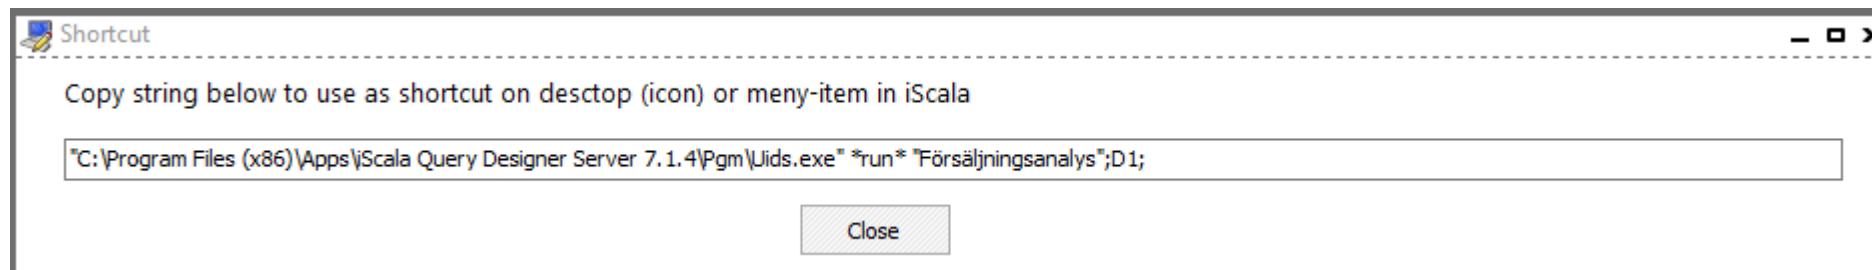 Shortcut
Copy string below to use as shortcut on desctop (icon) or meny-item in iScala
"C:\Program Files (x86)\Apps\iScala Query Designer Server 7.1.4\Pgm\Uids.exe" *run* "Försäljningsanalys";D1;
Close